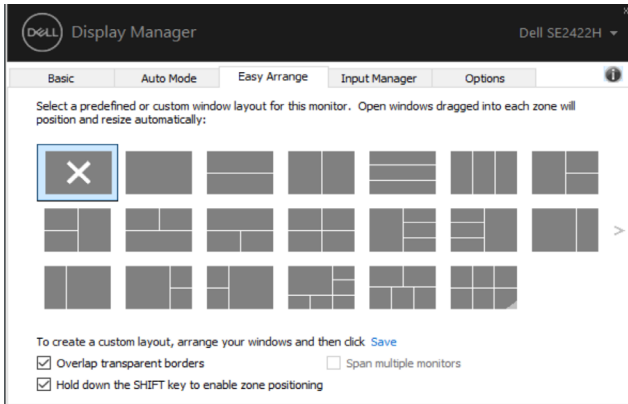 DELL Display Manager Dell SE2422H
Basic Auto Mode Easy Arrange Input Manager Options
Select a predefined or custom window layout for this monitor. Open windows dragged into each zone will
position and resize automatically:
To create a custom layout, arrange your windows and then click Save
Overlap transparent borders Span multiple monitors
Hold down the SHIFT key to enable zone positioning